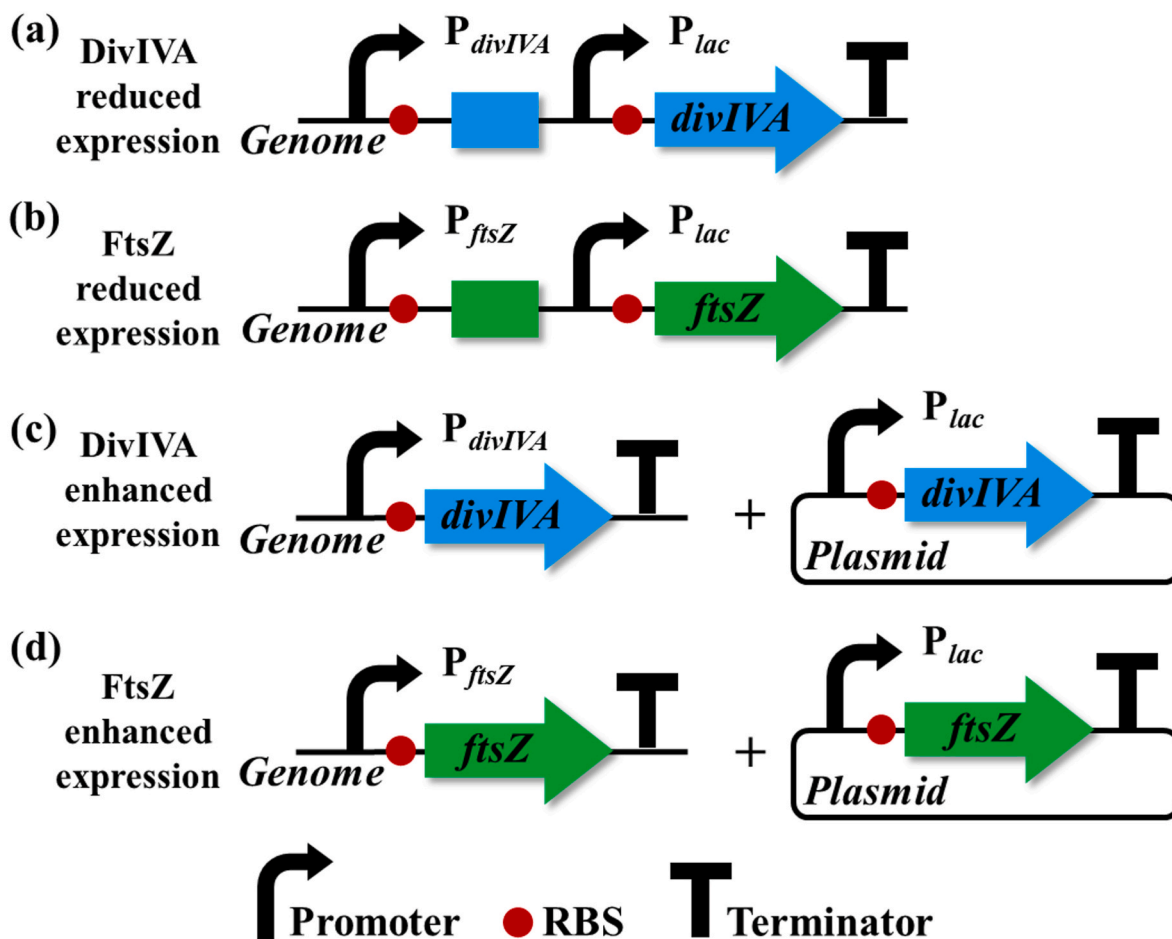 (a) DivIVA reduced expression
P divIVA
P lac
Genome
divIVA
(b) FtsZ reduced expression
P ftsZ
P lac
Genome
ftsZ
(c) DivIVA enhanced expression
P divIVA
Genome
divIVA
+
P lac
divIVA
Plasmid
(d) FtsZ enhanced expression
P ftsZ
Genome
ftsZ
+
P lac
ftsZ
Plasmid
Promoter
RBS
Terminator